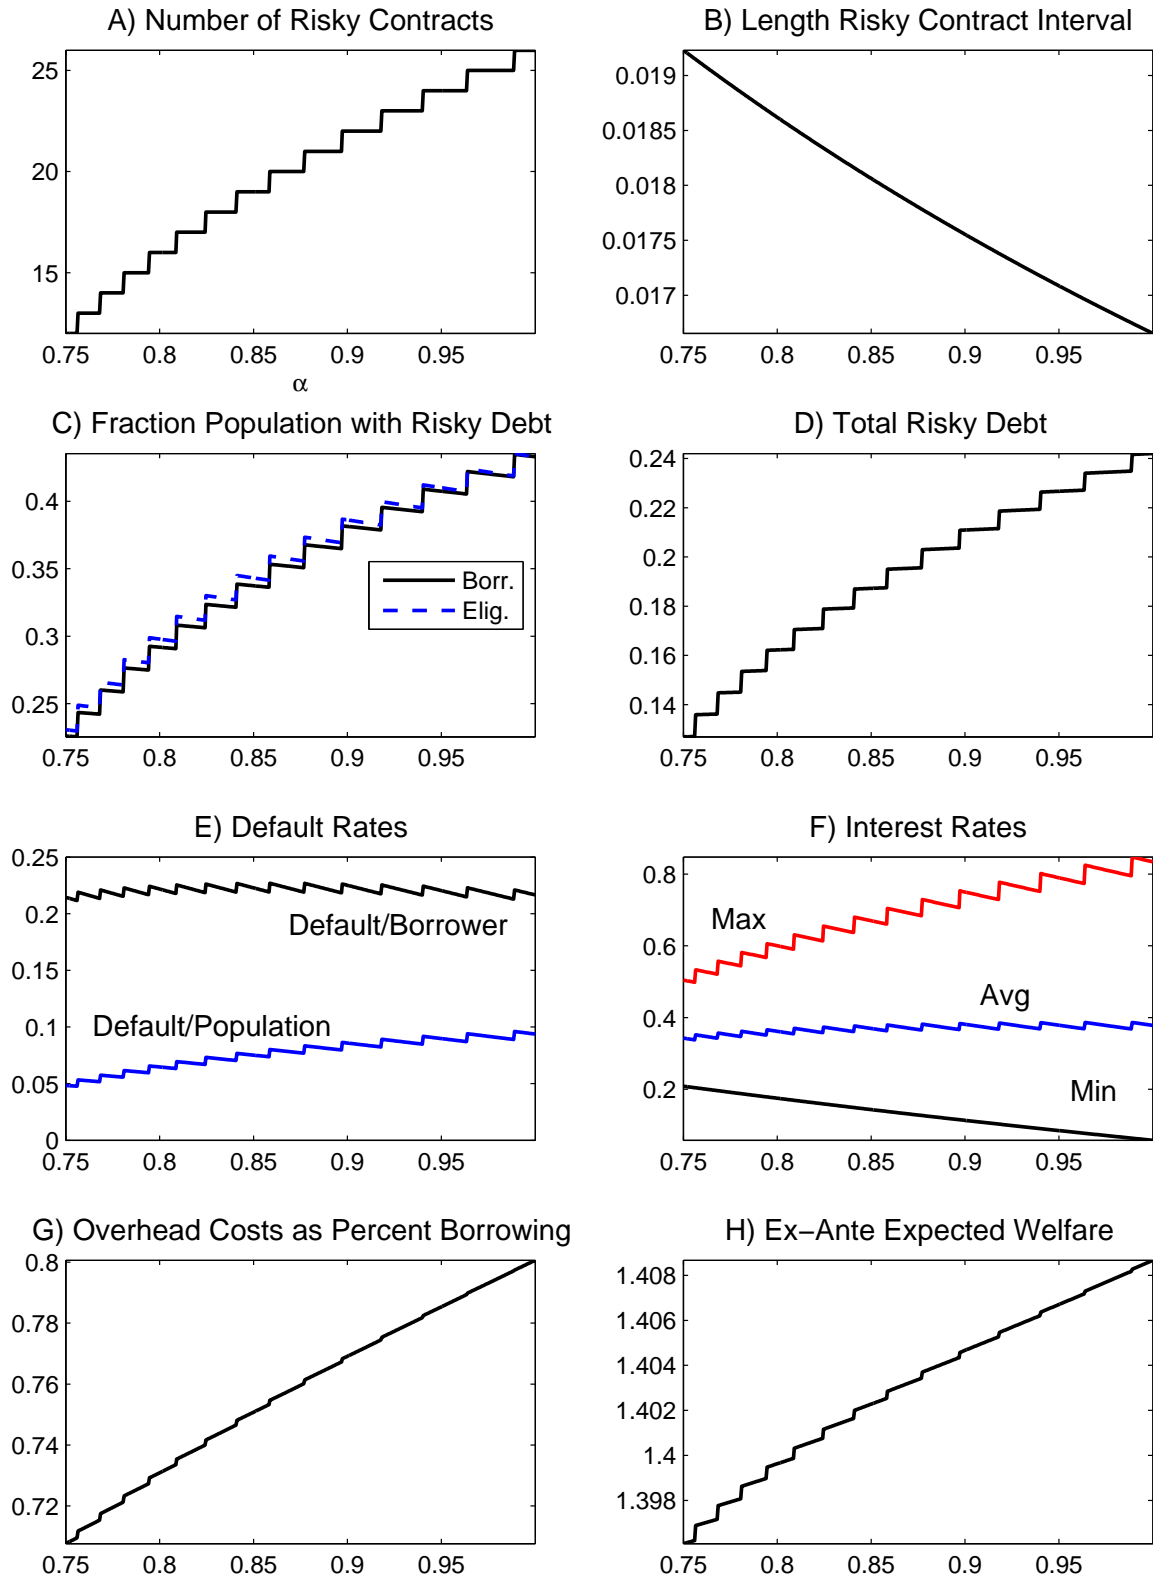 A) Number of Risky Contracts
25
20
15
0.75 0.8 0.85 0.9 0.95
α
B) Length Risky Contract Interval
0.019
0.0185
0.018
0.0175
0.017
0.75 0.8 0.85 0.9 0.95
C) Fraction Population with Risky Debt
0.4
0.35
0.3
0.25
Borr.
Elig.
0.75 0.8 0.85 0.9 0.95
D) Total Risky Debt
0.24
0.22
0.2
0.18
0.16
0.14
0.75 0.8 0.85 0.9 0.95
E) Default Rates
0.25
0.2
0.15
0.1
0.05
0
Default/Borrower
Default/Population
0.75 0.8 0.85 0.9 0.95
F) Interest Rates
0.8
0.6
0.4
0.2
Max
Avg
Min
0.75 0.8 0.85 0.9 0.95
G) Overhead Costs as Percent Borrowing
0.8
0.78
0.76
0.74
0.72
0.75 0.8 0.85 0.9 0.95
H) Ex−Ante Expected Welfare
1.408
1.406
1.404
1.402
1.4
1.398
0.75 0.8 0.85 0.9 0.95